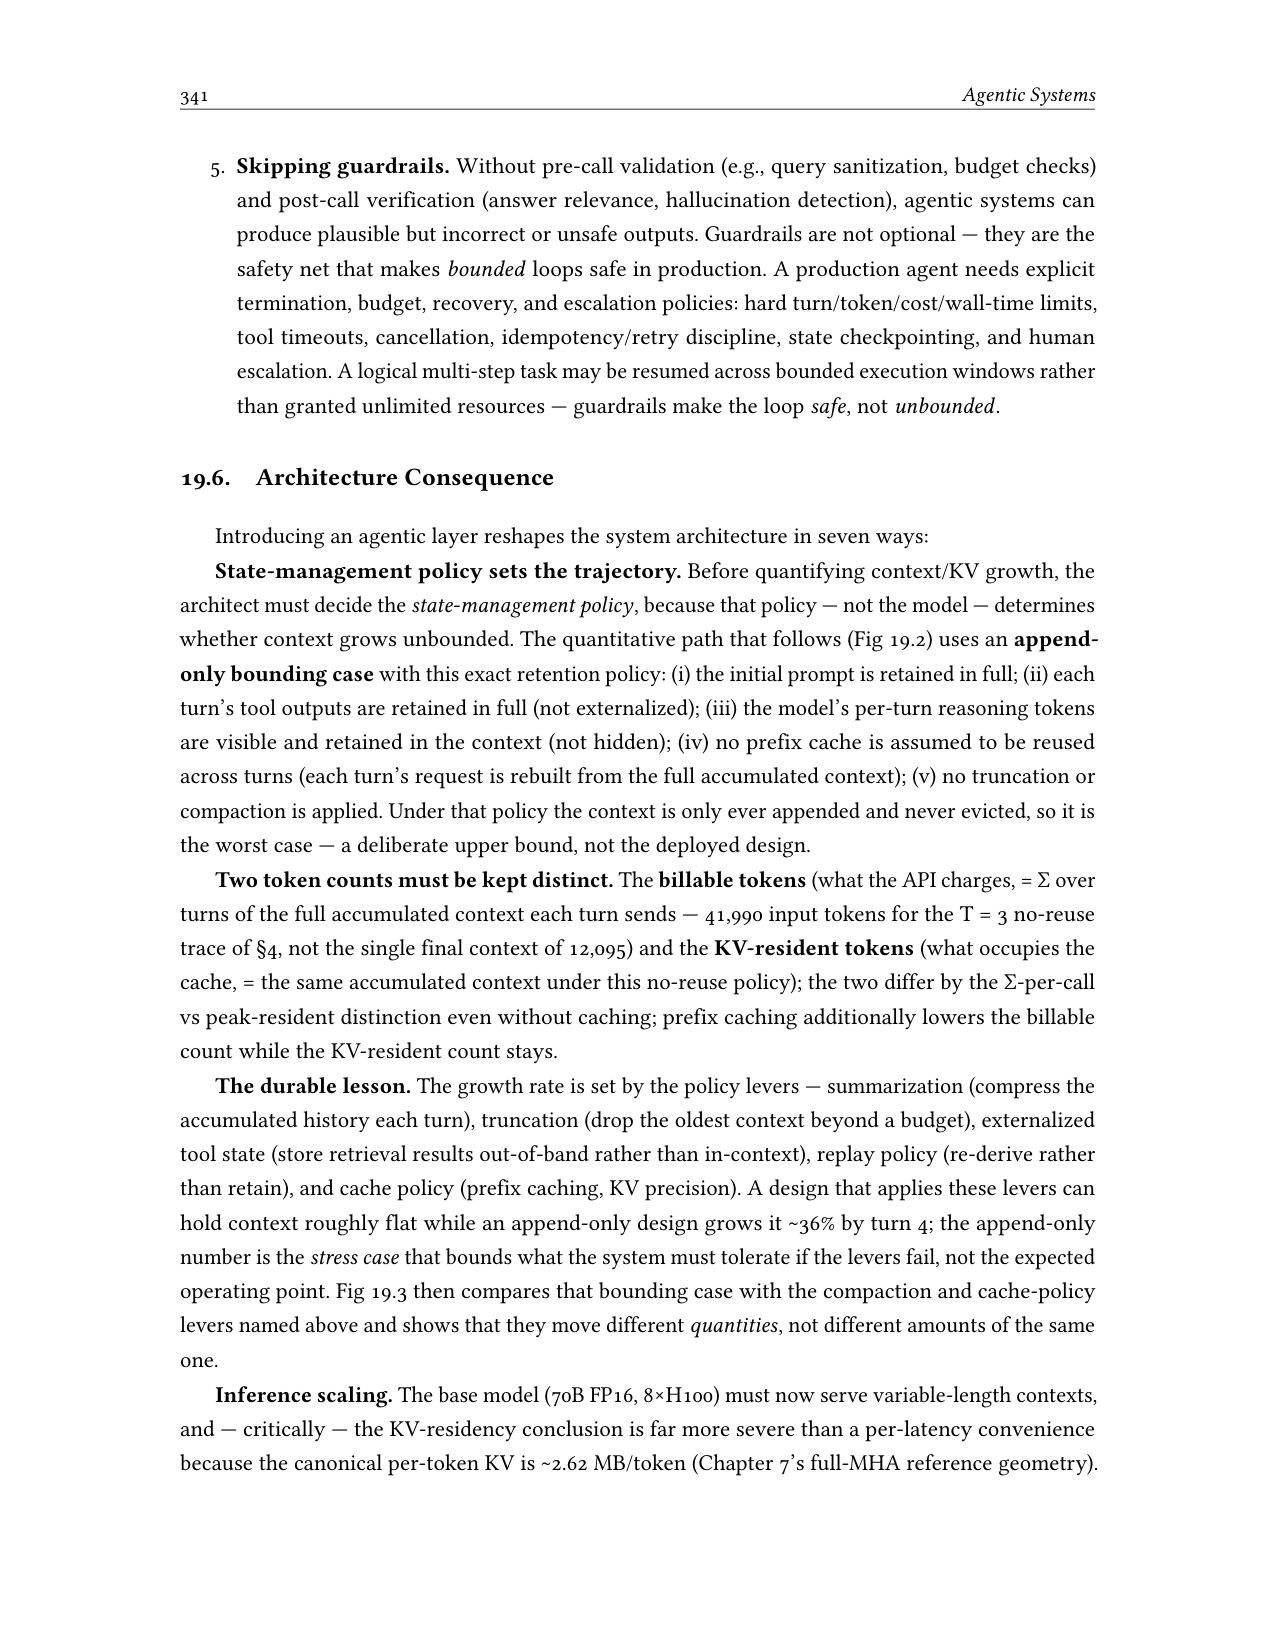 341
Agentic Systems
5. Skipping guardrails. Without pre-call validation (e.g., query sanitization, budget checks)
and post-call verification (answer relevance, hallucination detection), agentic systems can
produce plausible but incorrect or unsafe outputs. Guardrails are not optional — they are the
safety net that makes bounded loops safe in production. A production agent needs explicit
termination, budget, recovery, and escalation policies: hard turn/token/cost/wall-time limits,
tool timeouts, cancellation, idempotency/retry discipline, state checkpointing, and human
escalation. A logical multi-step task may be resumed across bounded execution windows rather
than granted unlimited resources — guardrails make the loop safe, not unbounded.
19.6. Architecture Consequence
Introducing an agentic layer reshapes the system architecture in seven ways:
State-management policy sets the trajectory. Before quantifying context/KV growth, the
architect must decide the state-management policy, because that policy — not the model — determines
whether context grows unbounded. The quantitative path that follows (Fig 19.2) uses an append-
only bounding case with this exact retention policy: (i) the initial prompt is retained in full; (ii) each
turn's tool outputs are retained in full (not externalized); (iii) the model's per-turn reasoning tokens
are visible and retained in the context (not hidden); (iv) no prefix cache is assumed to be reused
across turns (each turn's request is rebuilt from the full accumulated context); (v) no truncation or
compaction is applied. Under that policy the context is only ever appended and never evicted, so it is
the worst case — a deliberate upper bound, not the deployed design.
Two token counts must be kept distinct. The billable tokens (what the API charges, = Σ over
turns of the full accumulated context each turn sends — 41,990 input tokens for the T = 3 no-reuse
trace of §4, not the single final context of 12,095) and the KV-resident tokens (what occupies the
cache, = the same accumulated context under this no-reuse policy); the two differ by the Σ-per-call
vs peak-resident distinction even without caching; prefix caching additionally lowers the billable
count while the KV-resident count stays.
The durable lesson. The growth rate is set by the policy levers — summarization (compress the
accumulated history each turn), truncation (drop the oldest context beyond a budget), externalized
tool state (store retrieval results out-of-band rather than in-context), replay policy (re-derive rather
than retain), and cache policy (prefix caching, KV precision). A design that applies these levers can
hold context roughly flat while an append-only design grows it ~36% by turn 4; the append-only
number is the stress case that bounds what the system must tolerate if the levers fail, not the expected
operating point. Fig 19.3 then compares that bounding case with the compaction and cache-policy
levers named above and shows that they move different quantities, not different amounts of the same
one.
Inference scaling. The base model (70B FP16, 8×H100) must now serve variable-length contexts,
and — critically — the KV-residency conclusion is far more severe than a per-latency convenience
because the canonical per-token KV is ~2.62 MB/token (Chapter 7's full-MHA reference geometry).